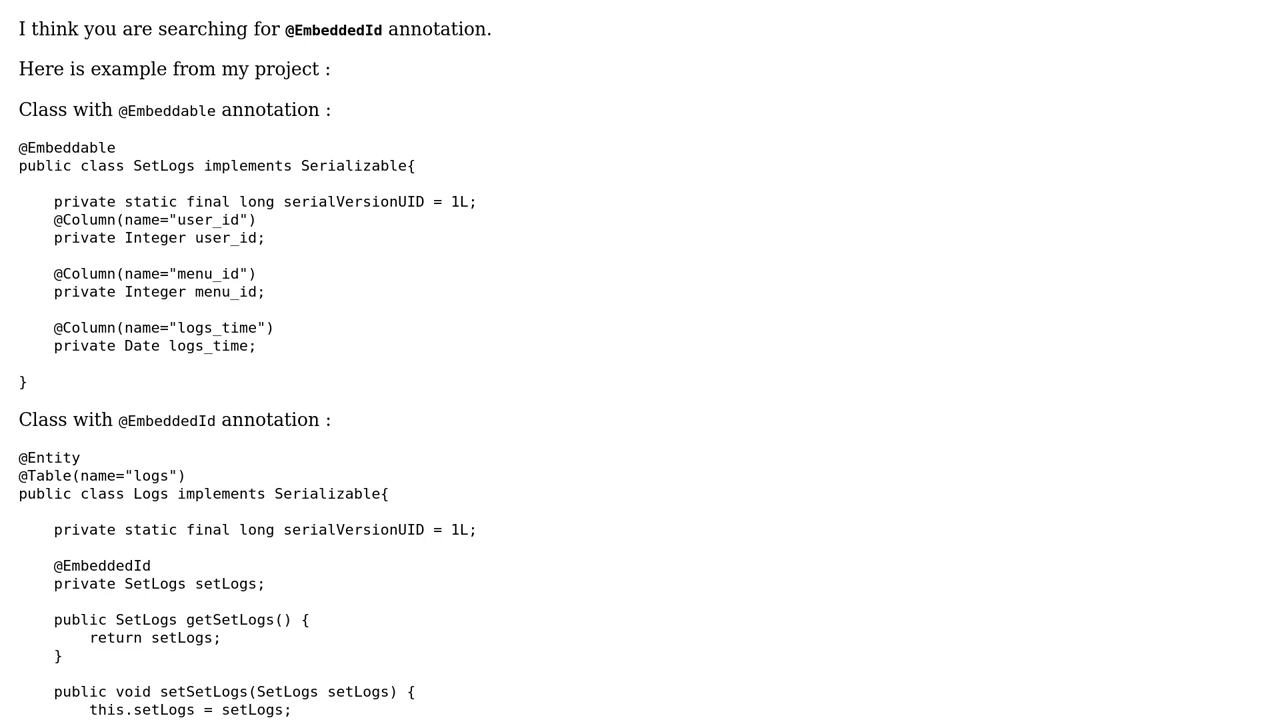 I think you are searching for @EmbeddedId annotation.
Here is example from my project :
Class with @Embeddable annotation :
@Embeddable
public class SetLogs implements Serializable{
    private static final long serialVersionUID = 1L;
    @Column(name="user_id")
    private Integer user_id;
    @Column(name="menu_id")
    private Integer menu_id;
    @Column(name="logs_time")
    private Date logs_time;
}
Class with @EmbeddedId annotation :
@Entity
@Table(name="logs")
public class Logs implements Serializable{
    private static final long serialVersionUID = 1L;
    @EmbeddedId
    private SetLogs setLogs;
    public SetLogs getSetLogs() {
        return setLogs;
    }
    public void setSetLogs(SetLogs setLogs) {
        this.setLogs = setLogs;